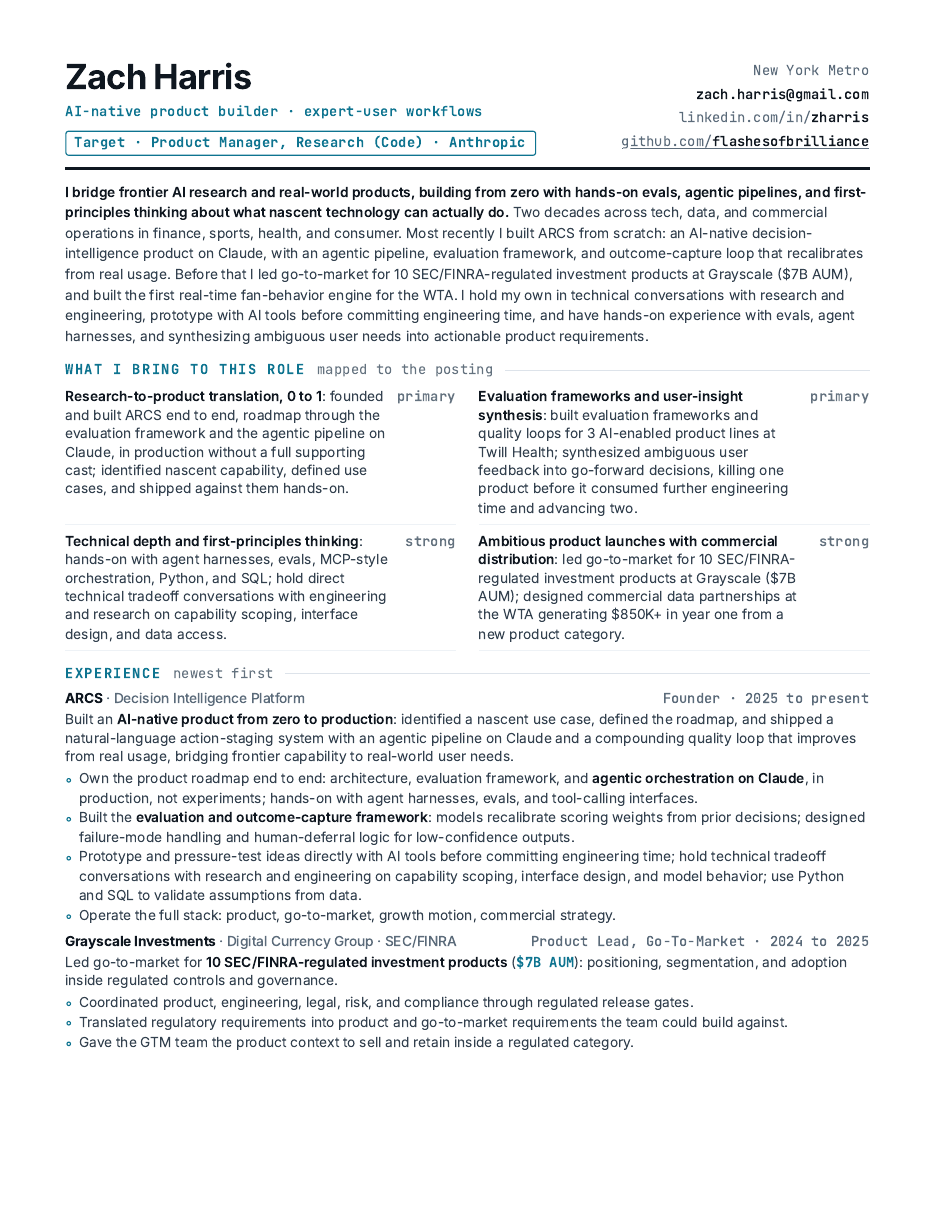 Zach Harris
AI-native product builder · expert-user workflows
Target · Product Manager, Research (Code) · Anthropic
New York Metro
zach.harris@gmail.com
linkedin.com/in/zharris
github.com/flashesofbrilliance
I bridge frontier AI research and real-world products, building from zero with hands-on evals, agentic pipelines, and first-
principles thinking about what nascent technology can actually do. Two decades across tech, data, and commercial
operations in finance, sports, health, and consumer. Most recently I built ARCS from scratch: an AI-native decision-
intelligence product on Claude, with an agentic pipeline, evaluation framework, and outcome-capture loop that recalibrates
from real usage. Before that I led go-to-market for 10 SEC/FINRA-regulated investment products at Grayscale ($7B AUM),
and built the first real-time fan-behavior engine for the WTA. I hold my own in technical conversations with research and
engineering, prototype with AI tools before committing engineering time, and have hands-on experience with evals, agent
harnesses, and synthesizing ambiguous user needs into actionable product requirements.
WHAT I BRING TO THIS ROLE mapped to the posting
Research-to-product translation, 0 to 1: founded primary
and built ARCS end to end, roadmap through the
evaluation framework and the agentic pipeline on
Claude, in production without a full supporting
cast; identified nascent capability, defined use
cases, and shipped against them hands-on.
Evaluation frameworks and user-insight primary
synthesis: built evaluation frameworks and
quality loops for 3 AI-enabled product lines at
Twill Health; synthesized ambiguous user
feedback into go-forward decisions, killing one
product before it consumed further engineering
time and advancing two.
Technical depth and first-principles thinking: strong
hands-on with agent harnesses, evals, MCP-style
orchestration, Python, and SQL; hold direct
technical tradeoff conversations with engineering
and research on capability scoping, interface
design, and data access.
Ambitious product launches with commercial strong
distribution: led go-to-market for 10 SEC/FINRA-
regulated investment products at Grayscale ($7B
AUM); designed commercial data partnerships at
the WTA generating $850K+ in year one from a
new product category.
EXPERIENCE newest first
ARCS · Decision Intelligence Platform Founder · 2025 to present
Built an AI-native product from zero to production: identified a nascent use case, defined the roadmap, and shipped a
natural-language action-staging system with an agentic pipeline on Claude and a compounding quality loop that improves
from real usage, bridging frontier capability to real-world user needs.
∘ Own the product roadmap end to end: architecture, evaluation framework, and agentic orchestration on Claude, in
production, not experiments; hands-on with agent harnesses, evals, and tool-calling interfaces.
∘ Built the evaluation and outcome-capture framework: models recalibrate scoring weights from prior decisions; designed
failure-mode handling and human-deferral logic for low-confidence outputs.
∘ Prototype and pressure-test ideas directly with AI tools before committing engineering time; hold technical tradeoff
conversations with research and engineering on capability scoping, interface design, and model behavior; use Python
and SQL to validate assumptions from data.
∘ Operate the full stack: product, go-to-market, growth motion, commercial strategy.
Grayscale Investments · Digital Currency Group · SEC/FINRA Product Lead, Go-To-Market · 2024 to 2025
Led go-to-market for 10 SEC/FINRA-regulated investment products ($7B AUM): positioning, segmentation, and adoption
inside regulated controls and governance.
∘ Coordinated product, engineering, legal, risk, and compliance through regulated release gates.
∘ Translated regulatory requirements into product and go-to-market requirements the team could build against.
∘ Gave the GTM team the product context to sell and retain inside a regulated category.